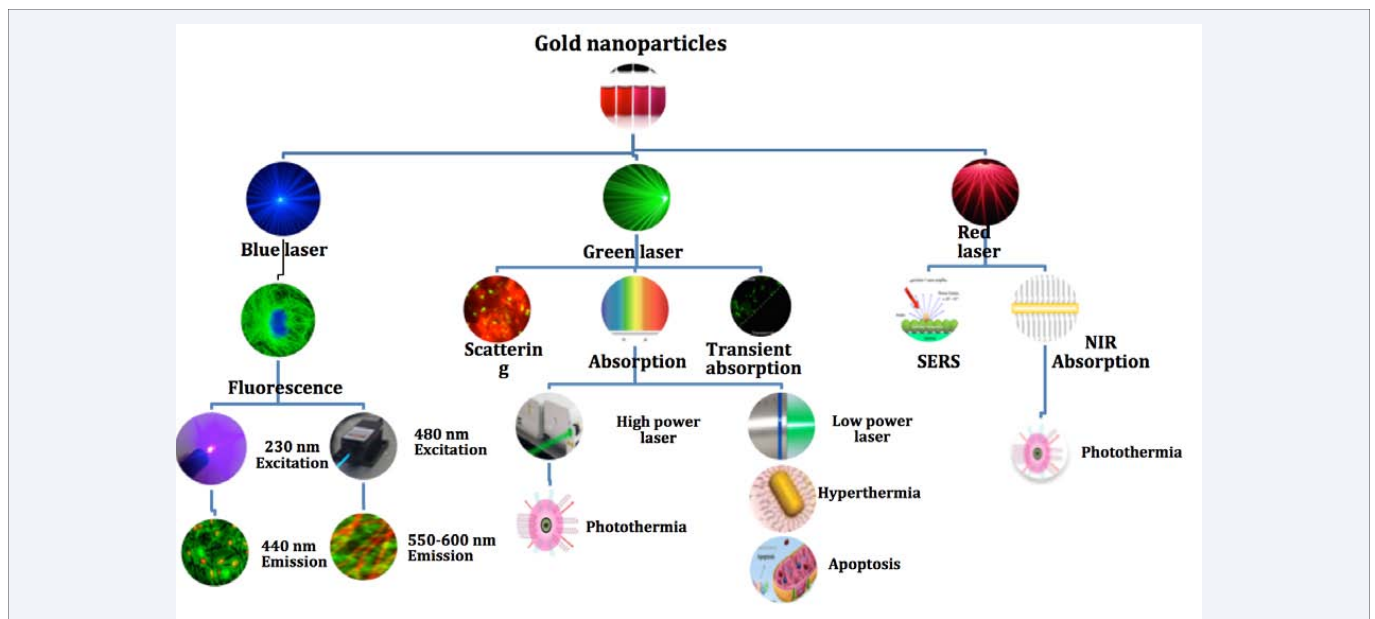 Gold nanoparticles
Blue laser
Green laser
Red
laser
Scatterin
g
Absorption
Transient
absorption
SERS
NIR
Absorption
Fluorescence
230 nm
Excitation
480 nm
Excitation
High power
laser
Low power
laser
Photothermia
Hyperthermia
440 nm
Emission
550-600 nm
Emission
Photothermia
Apoptosis
Apoptosis